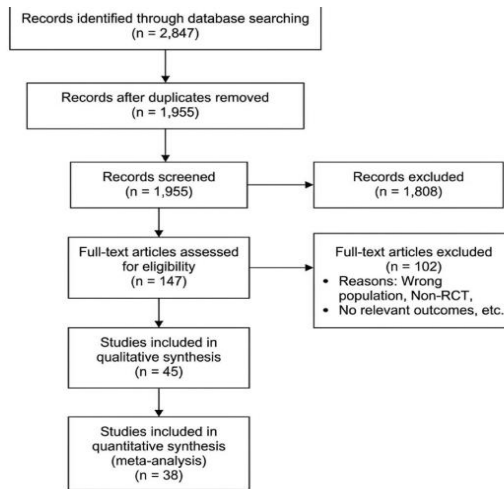 Records identified through database searching
(n = 2,847)
Records after duplicates removed
(n = 1,955)
Records screened
(n = 1,955)
Records excluded
(n = 1,808)
Full-text articles assessed
for eligibility
(n = 147)
Full-text articles excluded
(n = 102)
• Reasons: Wrong
population, Non-RCT,
• No relevant outcomes, etc.
Studies included in
qualitative synthesis
(n = 45)
Studies included in
quantitative synthesis
(meta-analysis)
(n = 38)